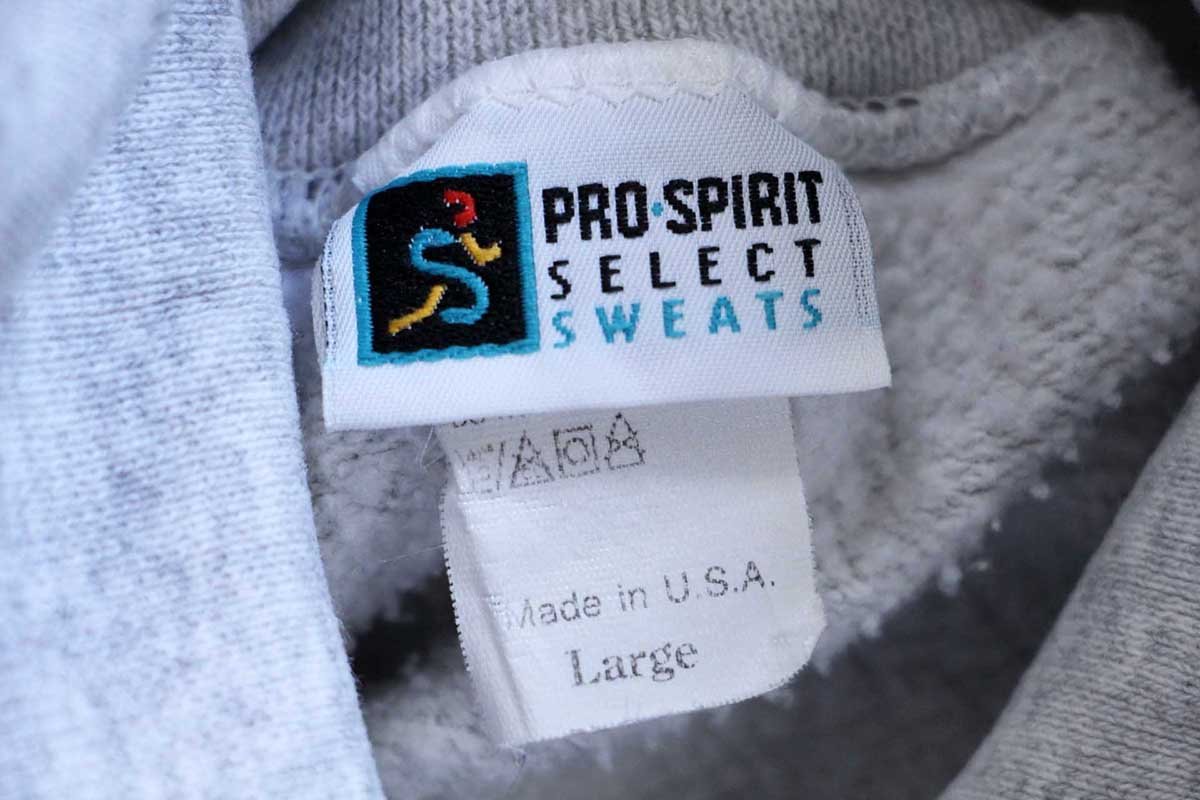 PRO·SPIRIT
SELECT
SWEATS
Made in U.S.A.
Large